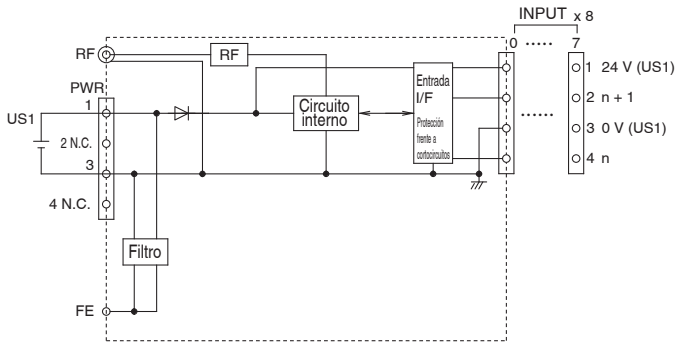 INPUT x 8
0 ····· 7
RF
RF
PWR
1
US1
2 N.C.
3
4 N.C.
Circuito
interno
Entrada
I/F
Protección
frente a
cortocircuitos
······
1 24 V (US1)
2 n + 1
3 0 V (US1)
4 n
Filtro
FE